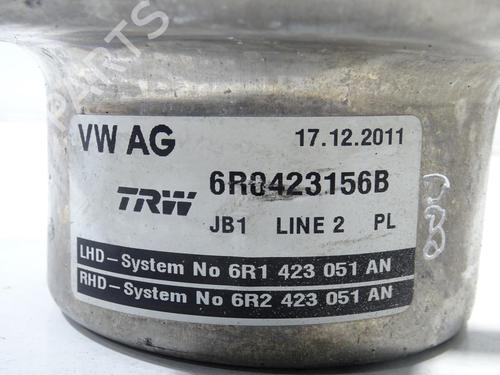 PARTS
VW AG 17.12.2011
TRW 6R0423156B
JB1 LINE 2 PL
LHD-System No 6R1 423 051 AN
RHD-System No 6R2 423 051 AN